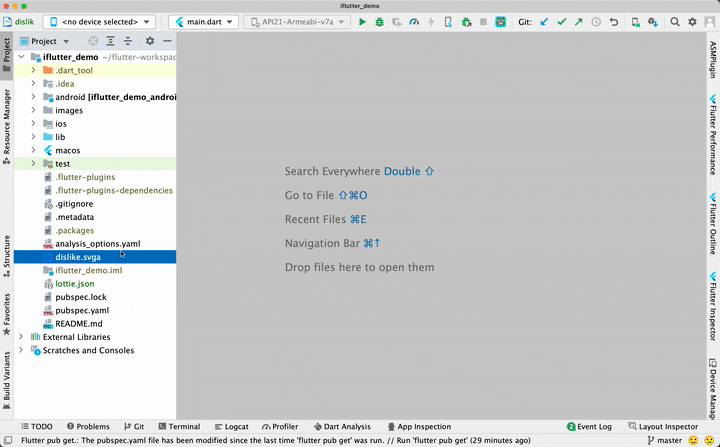 iflutter_demo
dislik
<no device selected>
main.dart
API21-Armeabi-v7a
Git:
Project
Project
iflutter_demo ~/flutter-workspac
.dart_tool
.idea
android [iflutter_demo_androi
images
ios
lib
macos
test
.flutter-plugins
.flutter-plugins-dependencies
.gitignore
.metadata
.packages
analysis_options.yaml
dislike.svga
iflutter_demo.iml
lottie.json
pubspec.lock
pubspec.yaml
README.md
External Libraries
Scratches and Consoles
Resource Manager
Structure
Favorites
Build Variants
Search Everywhere Double ⇧
Go to File ⇧⌘O
Recent Files ⌘E
Navigation Bar ⌘↑
Drop files here to open them
ASMPlugin
Flutter Performance
Flutter Outline
Flutter Inspector
Device Manag
TODO
Problems
Git
Terminal
Logcat
Profiler
Dart Analysis
App Inspection
2 Event Log
Layout Inspector
Flutter pub get.: The pubspec.yaml file has been modified since the last time 'flutter pub get' was run. // Run 'flutter pub get' (29 minutes ago)
master